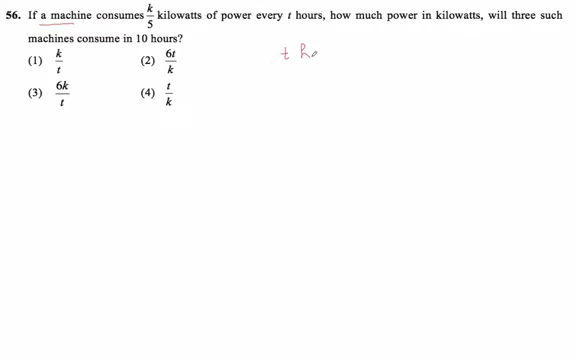 56. If a machine consumes k/5 kilowatts of power every t hours, how much power in kilowatts, will three such
machines consume in 10 hours?
(1) k/t (2) 6t/k
(3) 6k/t (4) t/k
t h